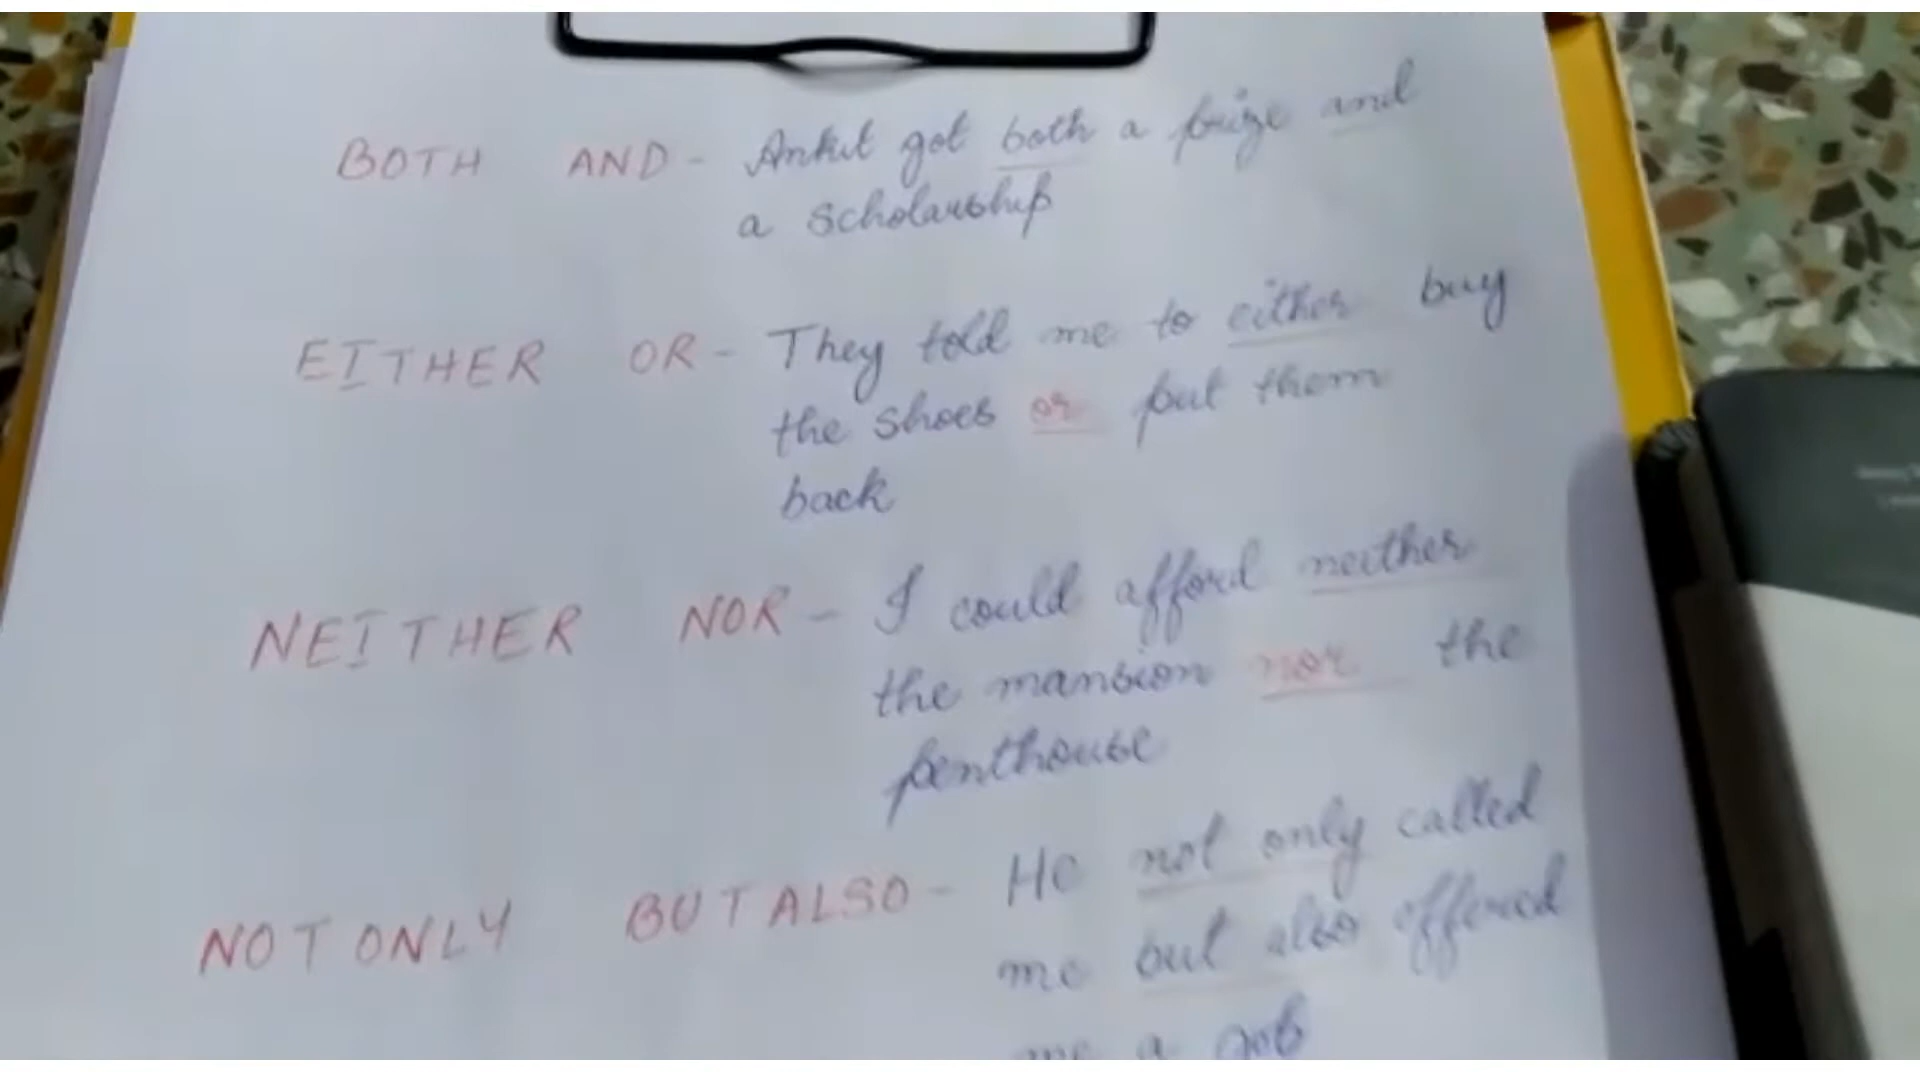 BOTH AND - Ankit got both a prize and
a Scholarship
EITHER OR - They told me to either buy
the shoes or put them
back
NEITHER NOR - I could afford neither
the mansion nor the
penthouse
NOT ONLY BUT ALSO - He not only called
me but also offered
me a job